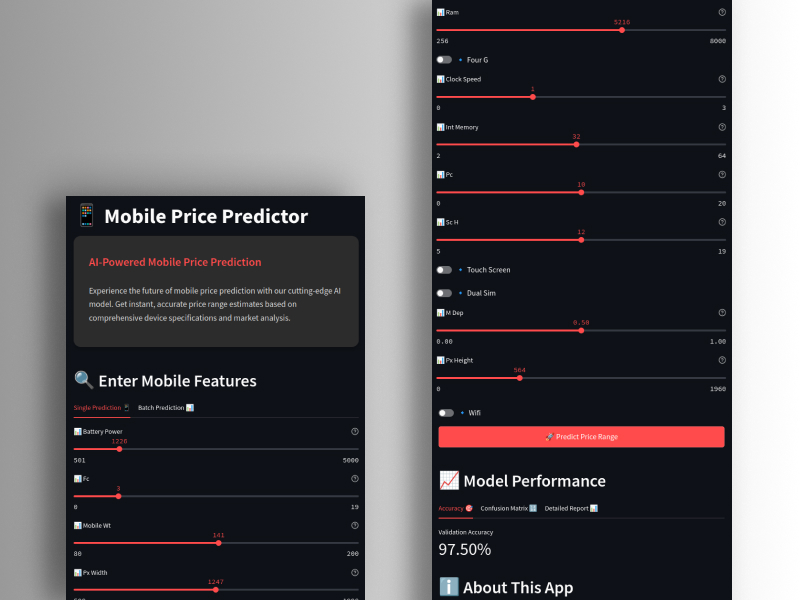 Mobile Price Predictor
AI-Powered Mobile Price Prediction
Experience the future of mobile price prediction with our cutting-edge AI
model. Get instant, accurate price range estimates based on
comprehensive device specifications and market analysis.
Enter Mobile Features
Single Prediction Batch Prediction
Battery Power
1226
501 5000
Fc
3
0 19
Mobile Wt
141
80 200
Px Width
1247
Ram
5216
256 8000
Four G
Clock Speed
1
0 3
Int Memory
32
2 64
Pc
10
0 20
Sc H
12
5 19
Touch Screen
Dual Sim
M Dep
0.50
0.00 1.00
Px Height
564
0 1960
Wifi
Predict Price Range
Model Performance
Accuracy Confusion Matrix Detailed Report
Validation Accuracy
97.50%
About This App